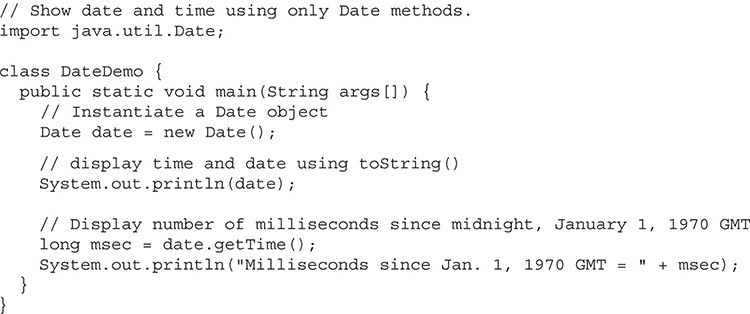 // Show date and time using only Date methods.
import java.util.Date;

class DateDemo {
  public static void main(String args[]) {
    // Instantiate a Date object
    Date date = new Date();

    // display time and date using toString()
    System.out.println(date);

    // Display number of milliseconds since midnight, January 1, 1970 GMT
    long msec = date.getTime();
    System.out.println("Milliseconds since Jan. 1, 1970 GMT = " + msec);
  }
}